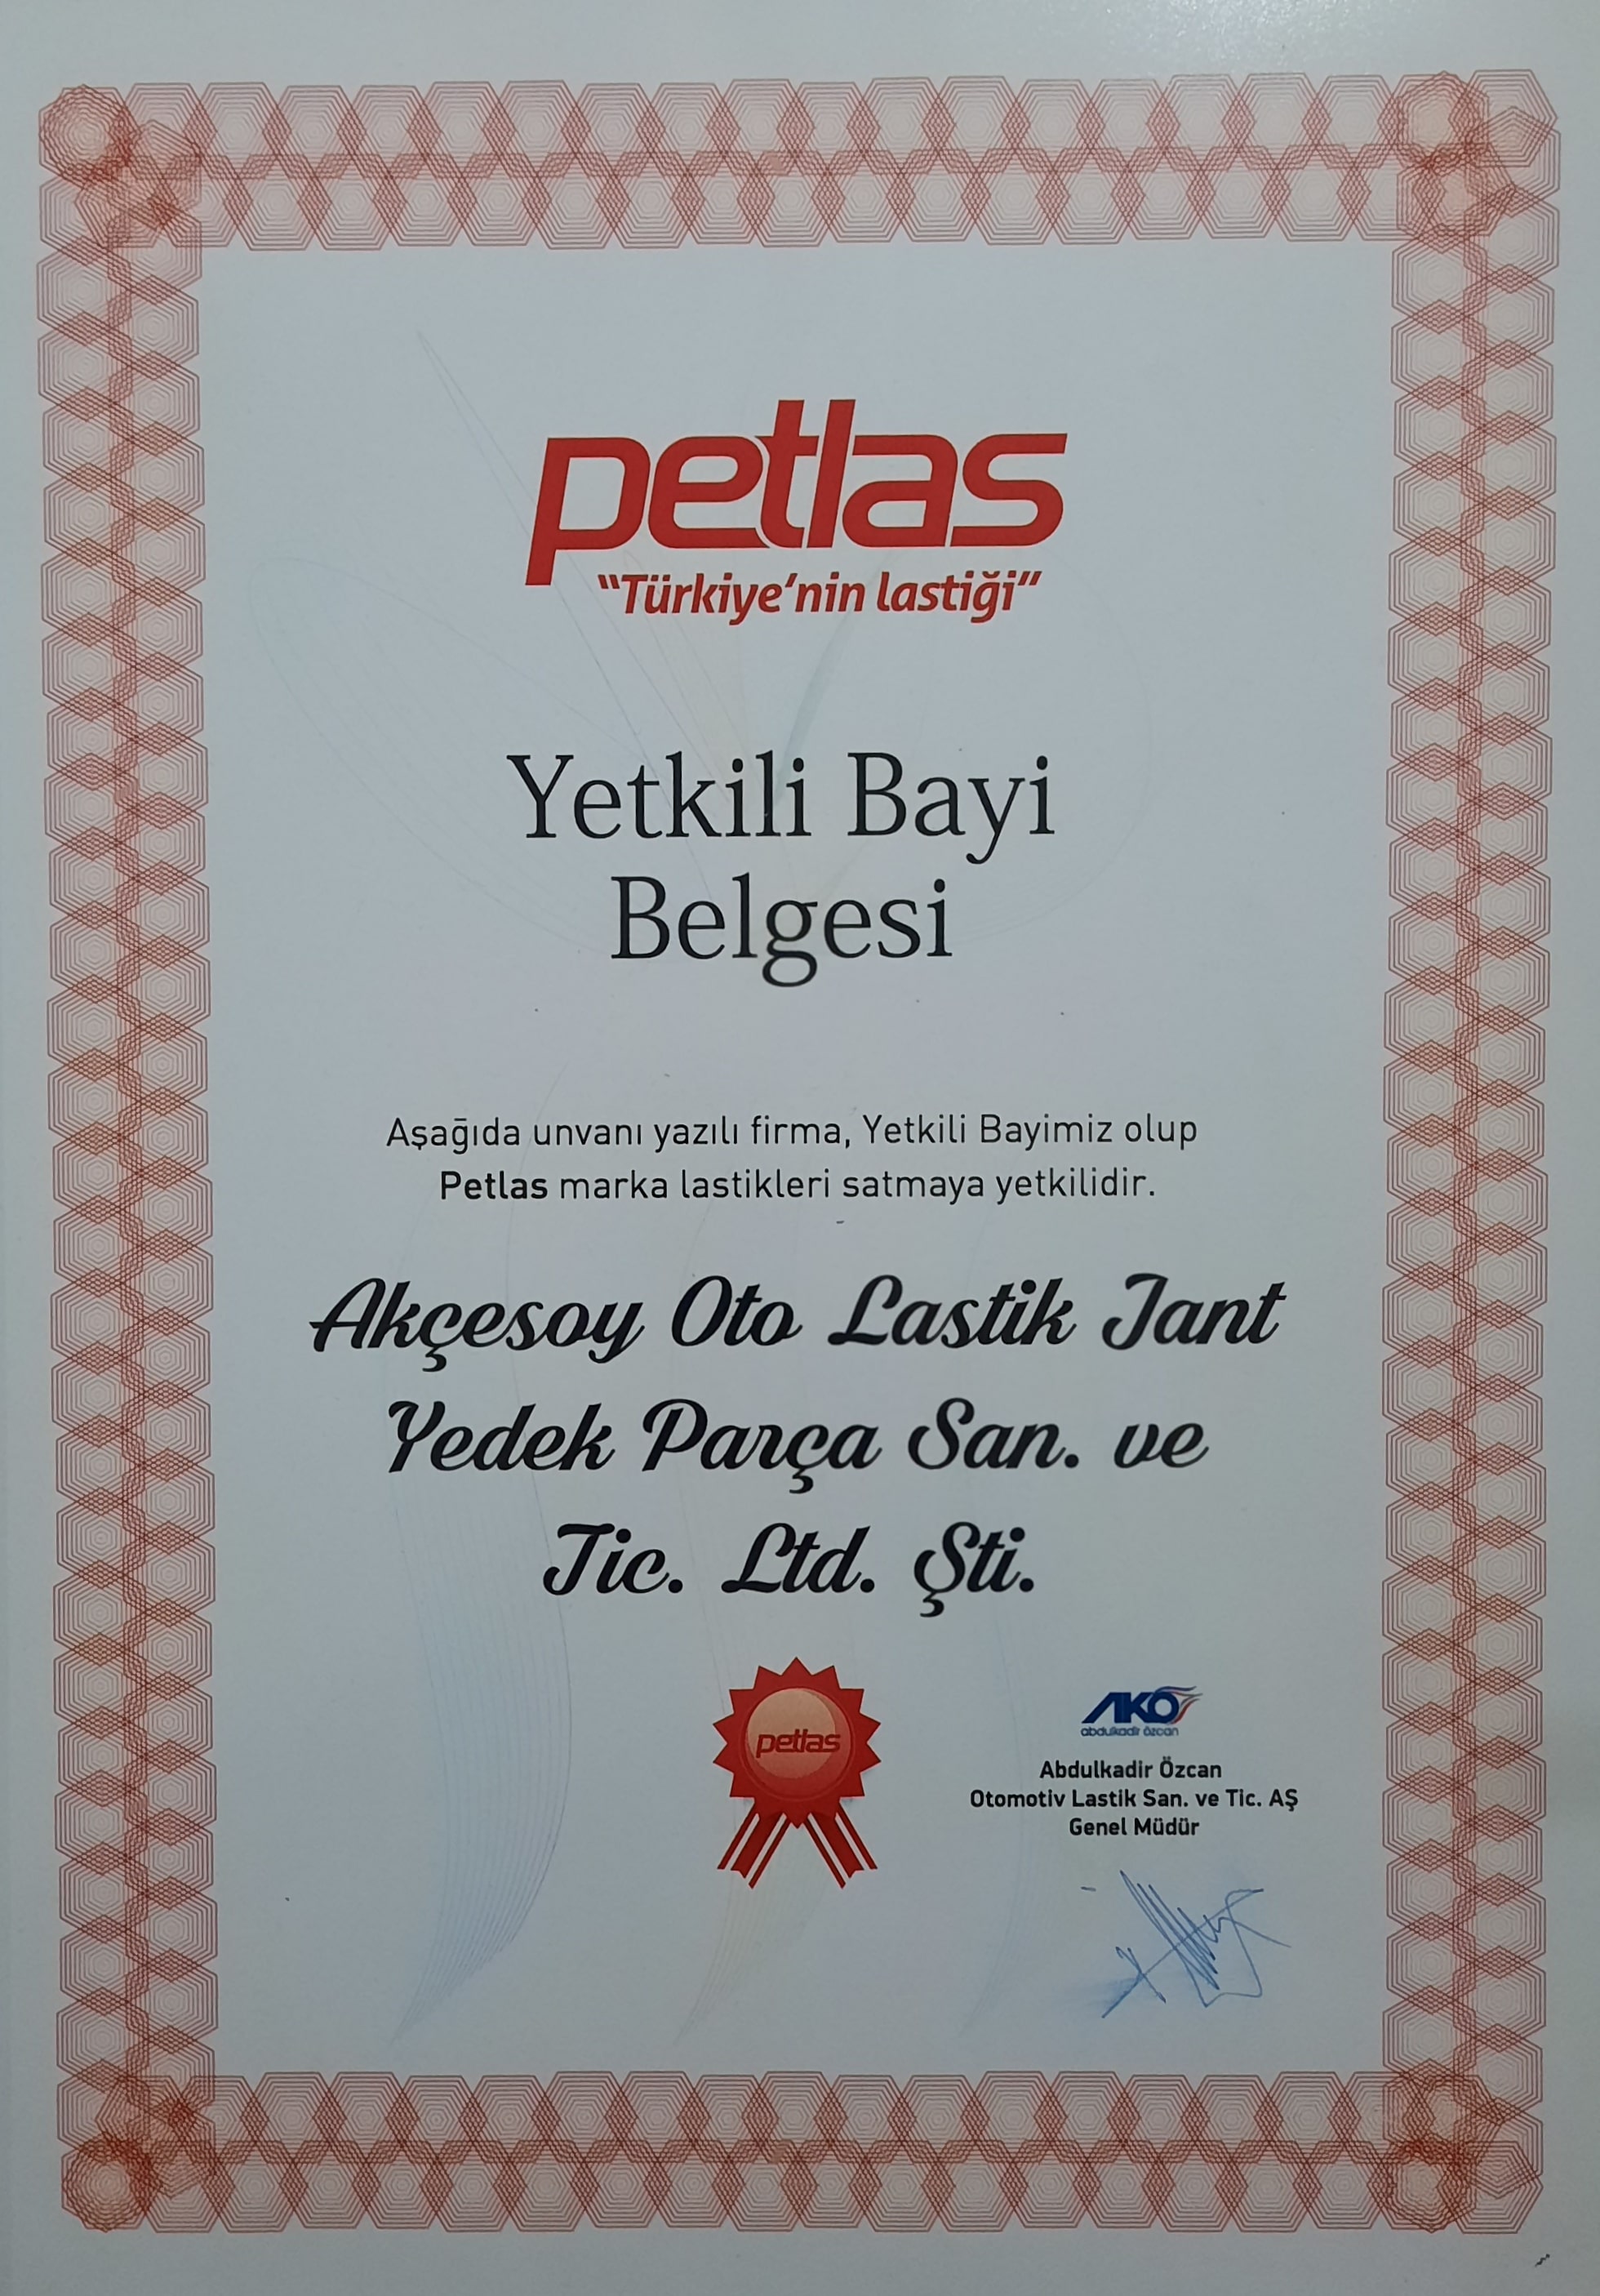 petlas
"Türkiye'nin lastiği"
Yetkili Bayi
Belgesi
Aşağıda unvanı yazılı firma, Yetkili Bayimiz olup
Petlas marka lastikleri satmaya yetkilidir.
Akçesoy Oto Lastik Jant
Yedek Parça San. ve
Tic. Ltd. Şti.
petlas
AKO
abdulkadir özcan
Abdulkadir Özcan
Otomotiv Lastik San. ve Tic. AŞ
Genel Müdür